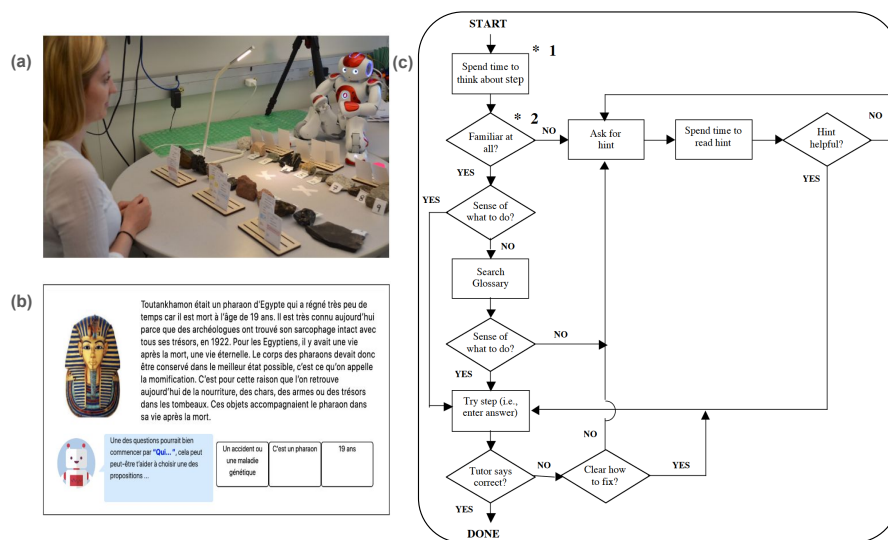 (a)
8
9
(b)
Toutankhamon était un pharaon d'Egypte qui a régné très peu de
temps car il est mort à l'âge de 19 ans. Il est très connu aujourd'hui
parce que des archéologues ont trouvé son sarcophage intact avec
tous ses trésors, en 1922. Pour les Egyptiens, il y avait une vie
après la mort, une vie éternelle. Le corps des pharaons devait donc
être conservé dans le meilleur état possible, c'est ce qu'on appelle
la momification. C'est pour cette raison que l'on retrouve
aujourd'hui de la nourriture, des chars, des armes ou des trésors
dans les tombeaux. Ces objets accompagnaient le pharaon dans
sa vie après la mort.
Une des questions pourrait bien
commencer par "Qui...", cela peut
peut-être t'aider à choisir une des
propositions ...
Un accident ou
une maladie
génétique
C'est un pharaon
19 ans
(c)
START
* 1
Spend time to
think about step
* 2
Familiar at
all?
NO
Ask for
hint
Spend time to
read hint
Hint
helpful?
NO
YES
YES
YES
Sense of
what to do?
NO
Search
Glossary
Sense of
what to do?
NO
YES
Try step (i.e.,
enter answer)
NO
Tutor says
correct?
NO
Clear how
to fix?
YES
YES
DONE